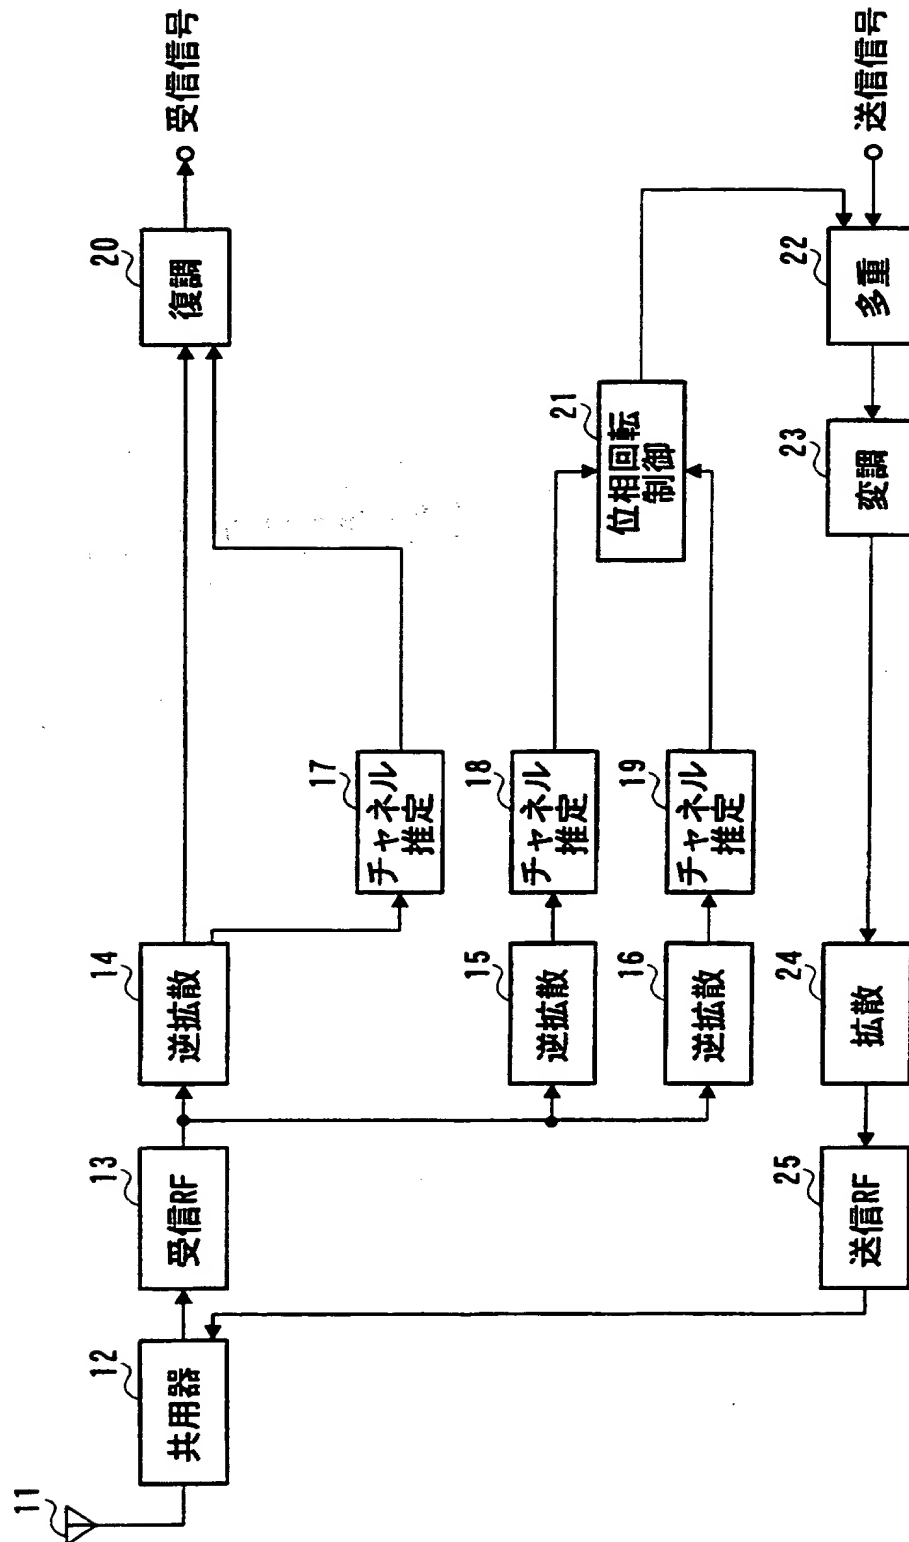 11
12
共用器
13
受信RF
14
逆拡散
15
逆拡散
16
逆拡散
17
チャネル
推定
18
チャネル
推定
19
チャネル
推定
20
復調
受信信号
21
位相回転
制御
22
多重
送信信号
23
変調
24
拡散
25
送信RF